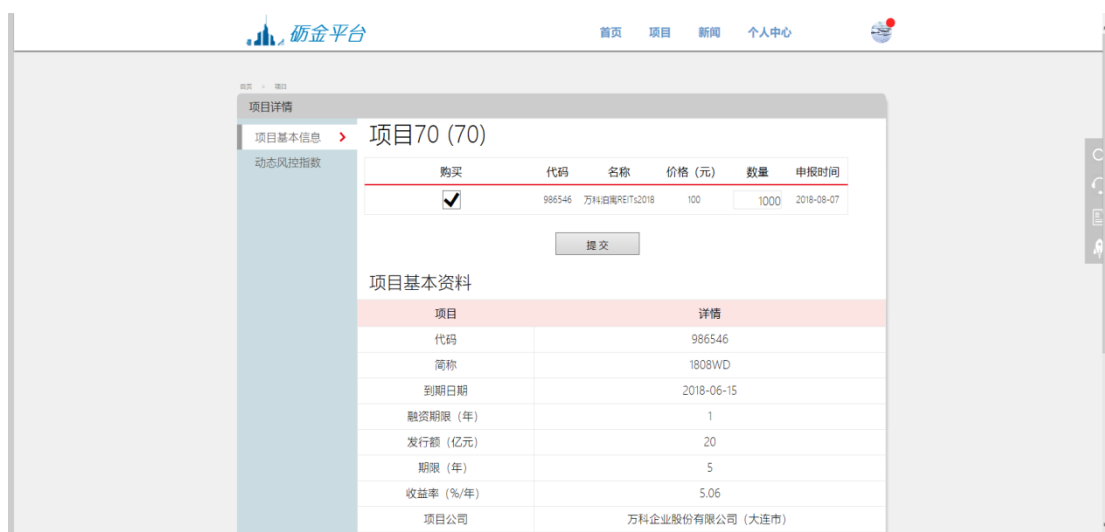 砺金平台
首页 项目 新闻 个人中心
首页 > 项目
项目详情
项目基本信息
动态风控指数
项目70 (70)
购买 代码 名称 价格（元） 数量 申报时间
986546 万科泊寓REITs2018 100 1000 2018-08-07
提交
项目基本资料
项目 详情
代码 986546
简称 1808WD
到期日期 2018-06-15
融资期限（年） 1
发行额（亿元） 20
期限（年） 5
收益率（%/年） 5.06
项目公司 万科企业股份有限公司（大连市）